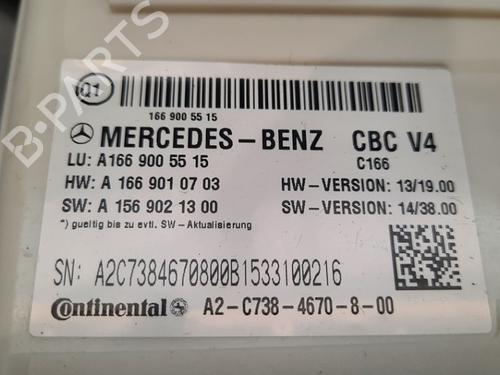 Q1
166 900 55 15
MERCEDES-BENZ CBC V4
C166
LU: A166 900 55 15
HW: A 166 901 07 03 HW-VERSION: 13/19.00
SW: A 156 902 13 00 SW-VERSION: 14/38.00
*) gueltig bis zu evtl. SW-Aktualisierung
SN: A2C7384670800B1533100216
Continental A2-C738-4670-8-00
B-PARTS